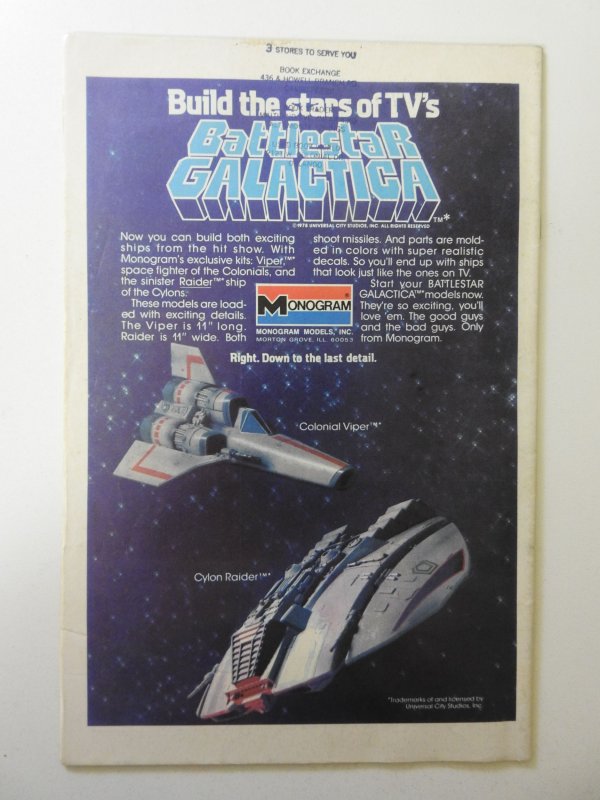 3 STORES TO SERVE YOU
BOOK EXCHANGE
436 A HOWELL BRANCH RD
Build the stars of TV's
Battlestar
GALACTICA
TM*
©1978 UNIVERSAL CITY STUDIOS, INC. ALL RIGHTS RESERVED
Now you can build both exciting
ships from the hit show. With
Monogram's exclusive kits: Viper,™*
space fighter of the Colonials, and
the sinister Raider™* ship
of the Cylons.
These models are load-
ed with exciting details.
The Viper is 11" long.
Raider is 11" wide. Both
shoot missiles. And parts are mold-
ed in colors with super realistic
decals. So you'll end up with ships
that look just like the ones on TV.
Start your BATTLESTAR
GALACTICA™* models now.
They're so exciting, you'll
love 'em. The good guys
and the bad guys. Only
from Monogram.
MONOGRAM®
MONOGRAM MODELS, INC.
MORTON GROVE, ILL. 60053
Right. Down to the last detail.
Colonial Viper™*
Cylon Raider™*
*Trademarks of and licensed by
Universal City Studios, Inc.